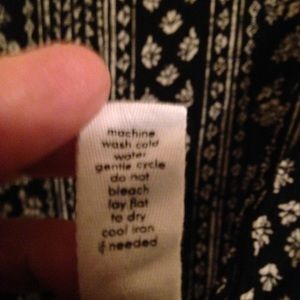 machine
wash cold
water
gentle cycle
do not
bleach
lay flat
to dry
cool iron
if needed